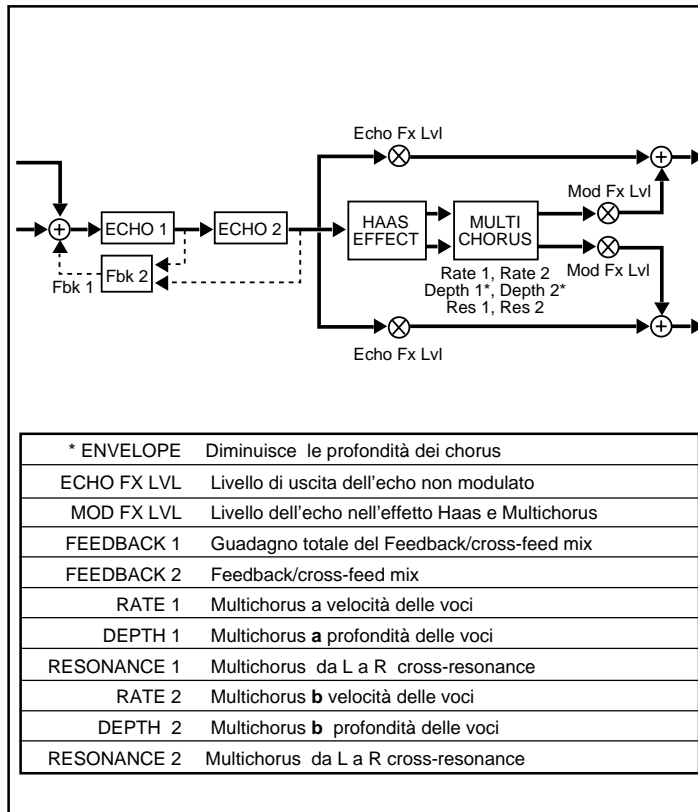 Echo Fx Lvl
Mod Fx Lvl
ECHO 1
ECHO 2
HAAS
EFFECT
MULTI
CHORUS
Fbk 1
Fbk 2
Mod Fx Lvl
Rate 1, Rate 2
Depth 1*, Depth 2*
Res 1, Res 2
Echo Fx Lvl
* ENVELOPE Diminuisce le profondità dei chorus
ECHO FX LVL Livello di uscita dell'echo non modulato
MOD FX LVL Livello dell'echo nell'effetto Haas e Multichorus
FEEDBACK 1 Guadagno totale del Feedback/cross-feed mix
FEEDBACK 2 Feedback/cross-feed mix
RATE 1 Multichorus a velocità delle voci
DEPTH 1 Multichorus a profondità delle voci
RESONANCE 1 Multichorus da L a R cross-resonance
RATE 2 Multichorus b velocità delle voci
DEPTH 2 Multichorus b profondità delle voci
RESONANCE 2 Multichorus da L a R cross-resonance